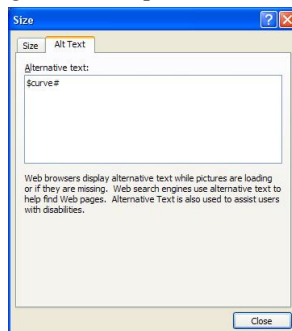 Size
Size Alt Text
Alternative text:
$curve#
Web browsers display alternative text while pictures are loading
or if they are missing. Web search engines use alternative text to
help find Web pages. Alternative Text is also used to assist users
with disabilities.
Close